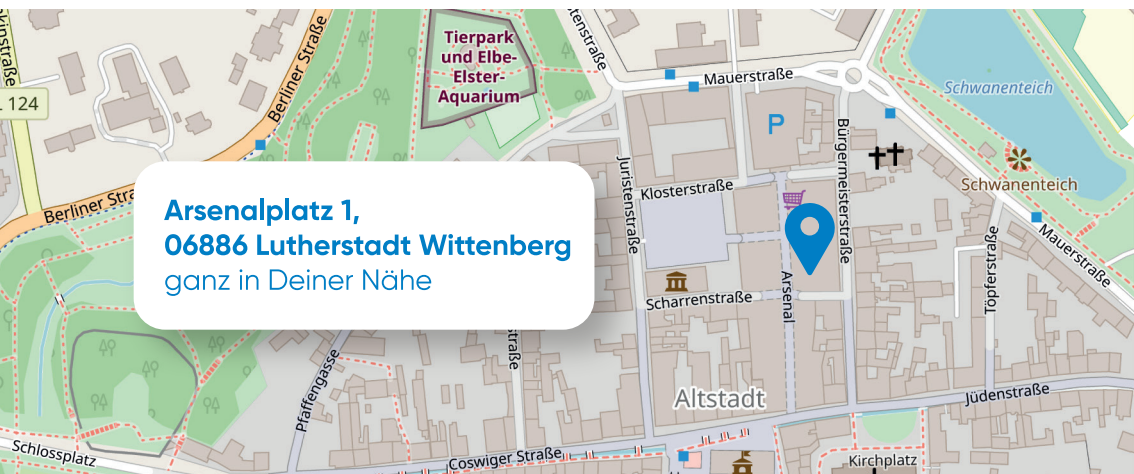 Tierpark
und Elbe-
Elster-
Aquarium
Berliner Straße
L 124
Mauerstraße
Schwanenteich
P
Bürgermeisterstraße
Juristenstraße
Klosterstraße
Schwanenteich
Berliner Stra
Arsenalplatz 1,
06886 Lutherstadt Wittenberg
ganz in Deiner Nähe
Mauerstraße
Töpferstraße
Arsenal
Scharrenstraße
straße
Pfaffengasse
Altstadt
Jüdenstraße
Schlossplatz
Coswiger Straße
Kirchplatz